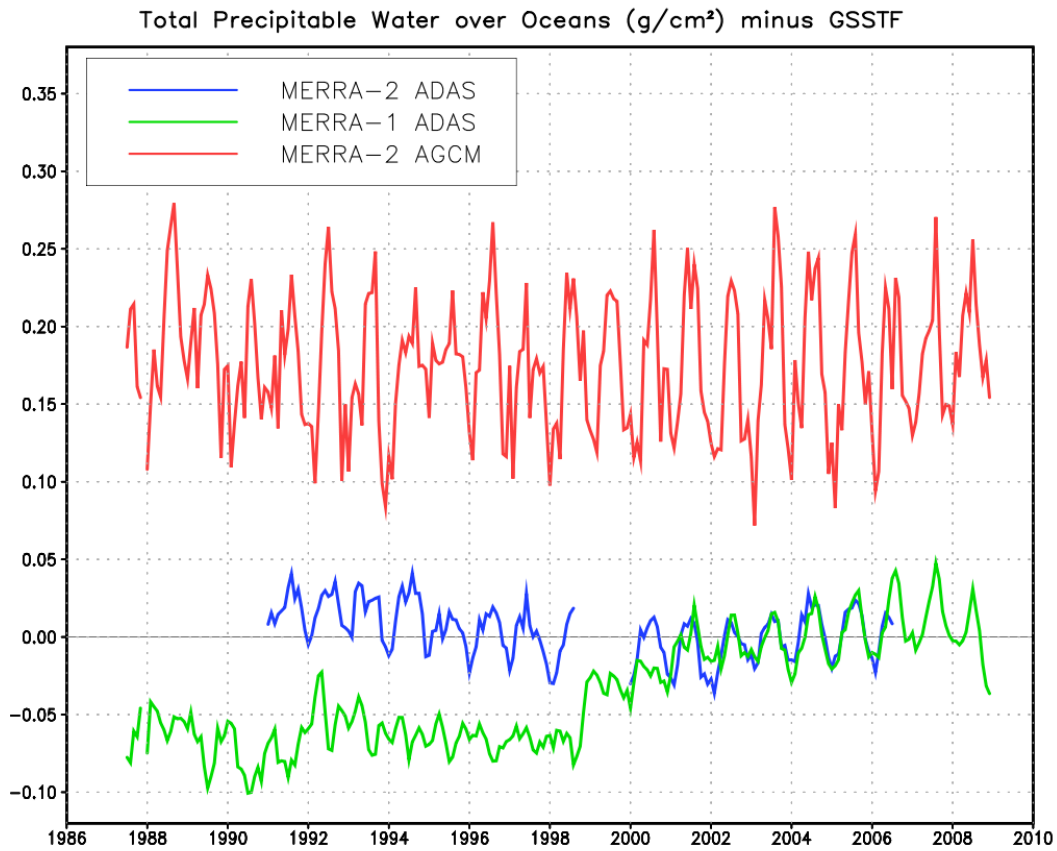 Total Precipitable Water over Oceans (g/cm²) minus GSSTF
MERRA-2 ADAS
MERRA-1 ADAS
MERRA-2 AGCM
0.35
0.30
0.25
0.20
0.15
0.10
0.05
0.00
-0.05
-0.10
1986 1988 1990 1992 1994 1996 1998 2000 2002 2004 2006 2008 2010